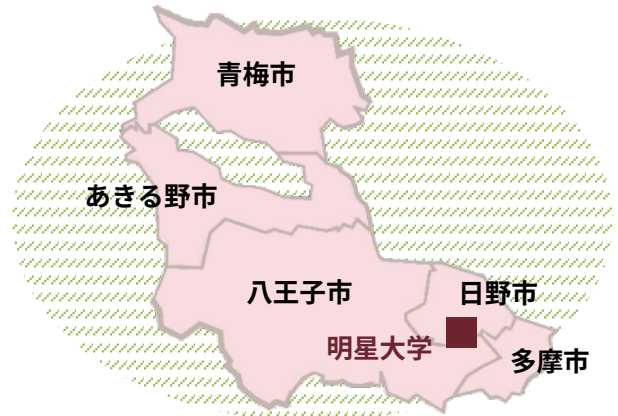 青梅市
あきる野市
八王子市
日野市
明星大学
多摩市